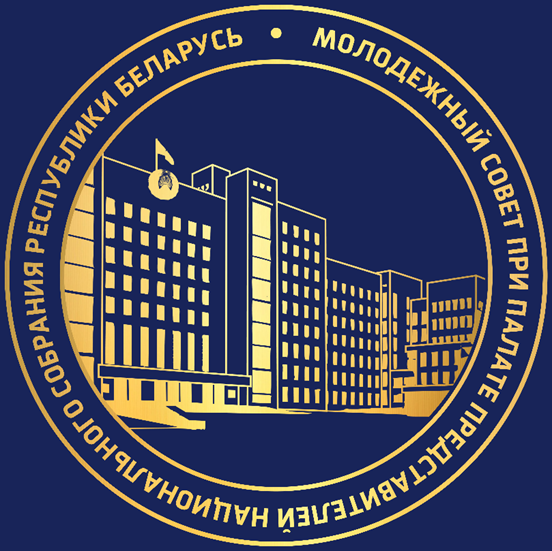 МОЛОДЕЖНЫЙ СОВЕТ ПРИ ПАЛАТЕ ПРЕДСТАВИТЕЛЕЙ НАЦИОНАЛЬНОГО СОБРАНИЯ РЕСПУБЛИКИ БЕЛАРУСЬ •